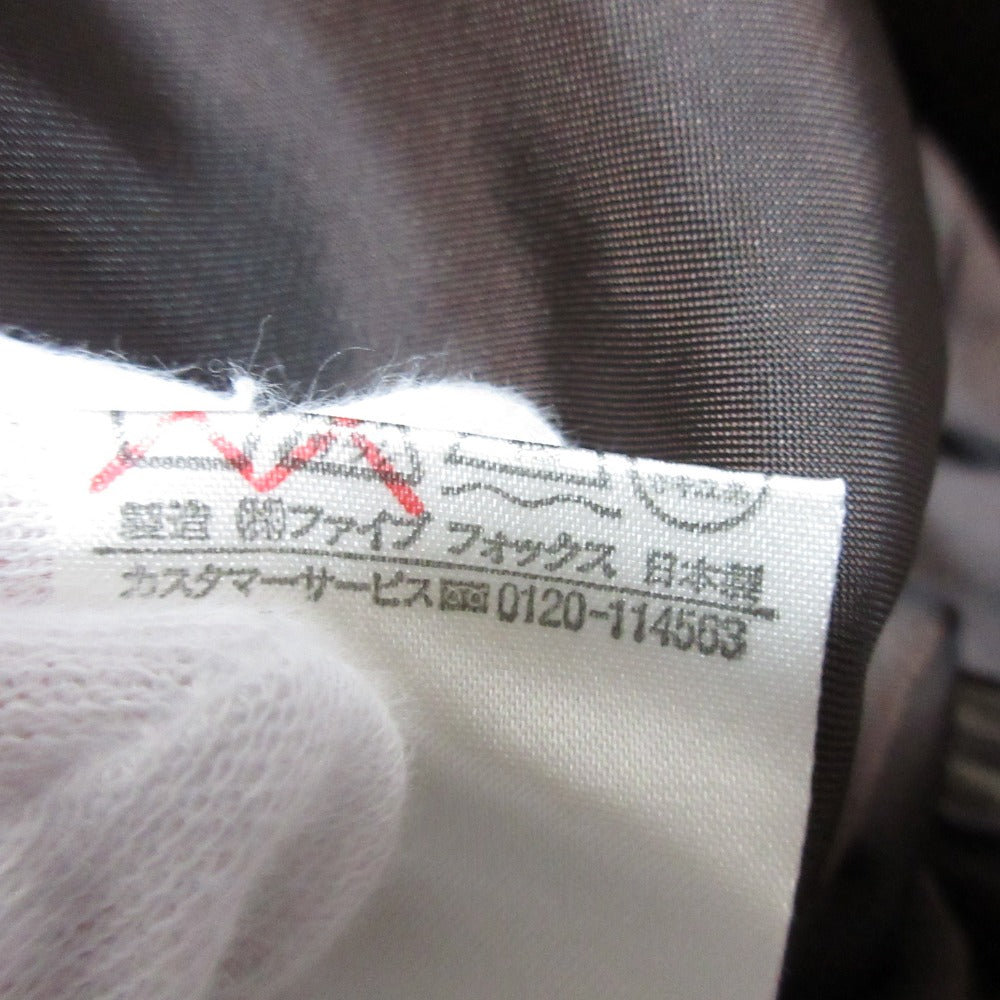 製造 ㈱ファイブ フォックス 日本製
カスタマーサービス 0120-114563